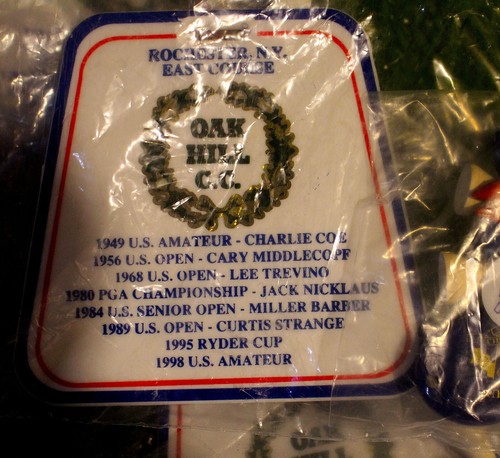 ROCHESTER, N.Y.
EAST COURSE
OAK
HILL
C.C.
1949 U.S. AMATEUR - CHARLIE COE
1956 U.S. OPEN - CARY MIDDLECOFF
1968 U.S. OPEN - LEE TREVINO
1980 PGA CHAMPIONSHIP - JACK NICKLAUS
1984 U.S. SENIOR OPEN - MILLER BARBER
1989 U.S. OPEN - CURTIS STRANGE
1995 RYDER CUP
1998 U.S. AMATEUR
OAK